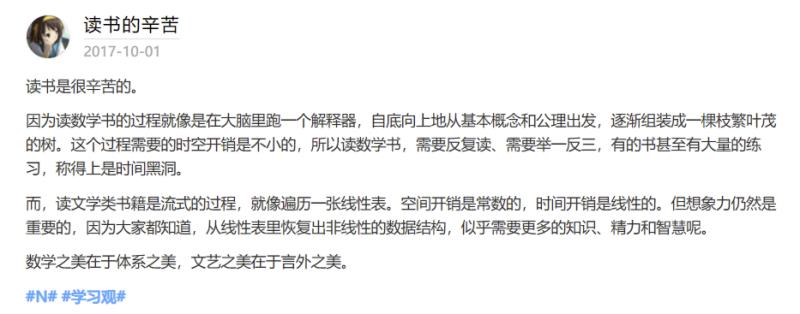 读书的辛苦
2017-10-01
读书是很辛苦的。
因为读数学书的过程就像是在大脑里跑一个解释器，自底向上地从基本概念和公理出发，逐渐组装成一棵枝繁叶茂
的树。这个过程需要的时空开销是不小的，所以读数学书，需要反复读、需要举一反三，有的书甚至有大量的练
习，称得上是时间黑洞。
而，读文学类书籍是流式的过程，就像遍历一张线性表。空间开销是常数的，时间开销是线性的。但想象力仍然是
重要的，因为大家都知道，从线性表里恢复出非线性的数据结构，似乎需要更多的知识、精力和智慧呢。
数学之美在于体系之美，文艺之美在于言外之美。
#N# #学习观#